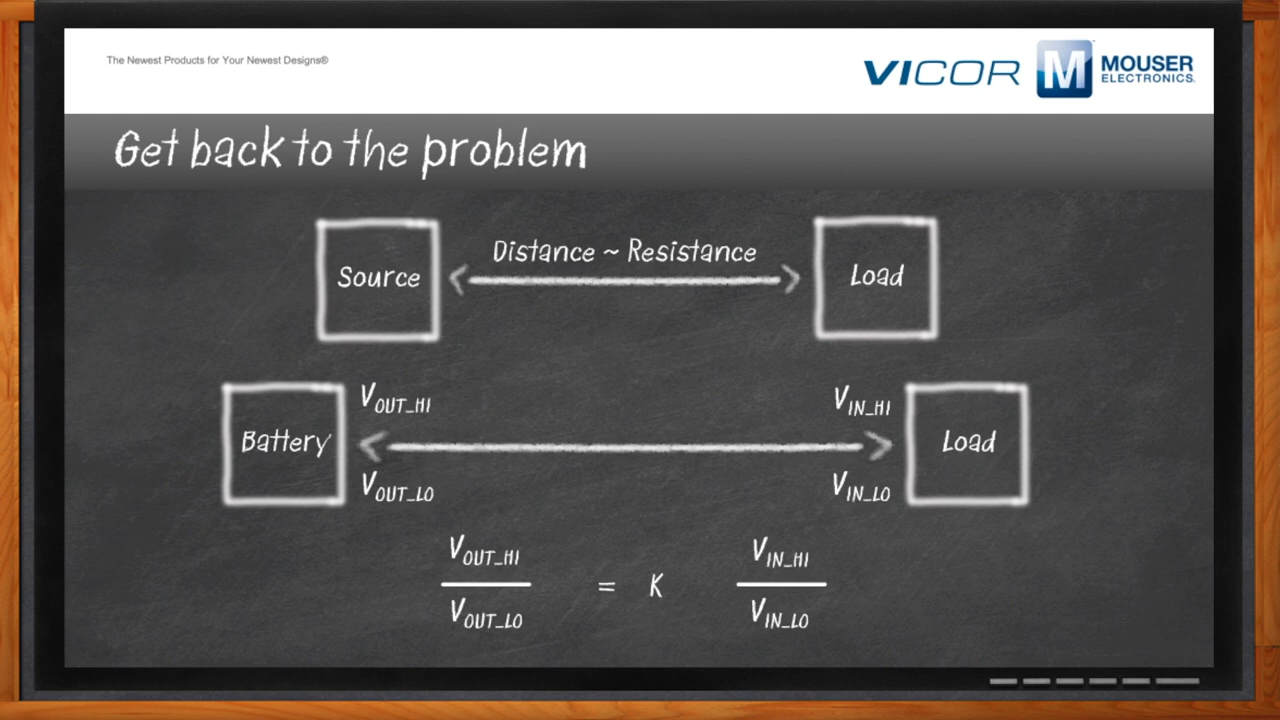 The Newest Products for Your Newest Designs®
VICOR
M
MOUSER
ELECTRONICS
Get back to the problem
Source
Distance ~ Resistance
Load
Battery
V_OUT_HI
V_OUT_LO
V_IN_HI
V_IN_LO
Load
V_OUT_HI
V_OUT_LO
= K
V_IN_HI
V_IN_LO